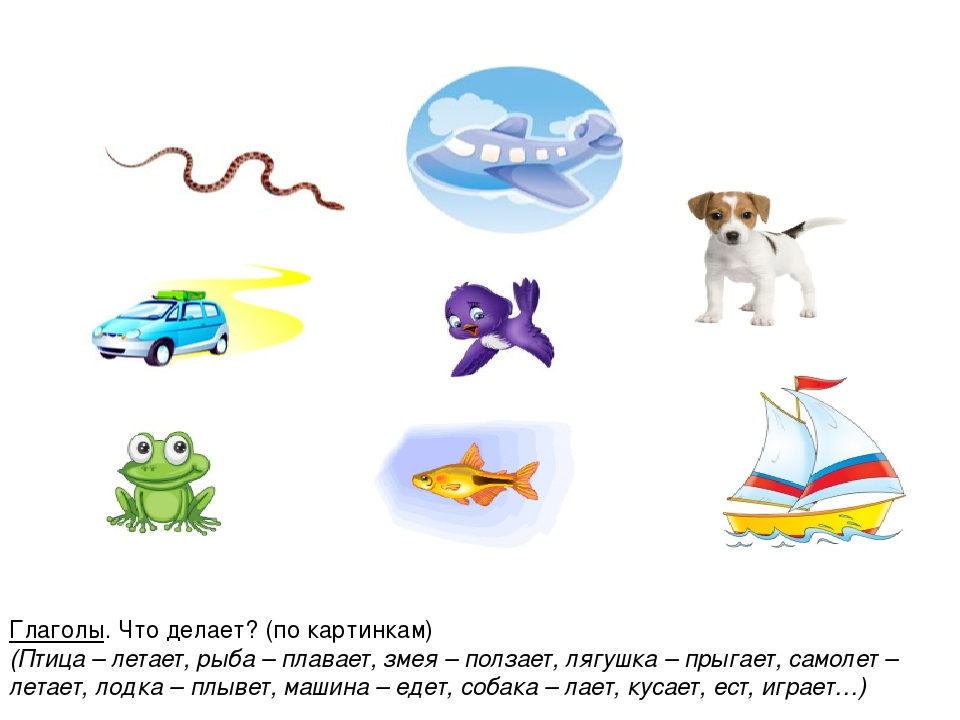 Глаголы. Что делает? (по картинкам)
(Птица – летает, рыба – плавает, змея – ползает, лягушка – прыгает, самолет –
летает, лодка – плывет, машина – едет, собака – лает, кусает, ест, играет…)